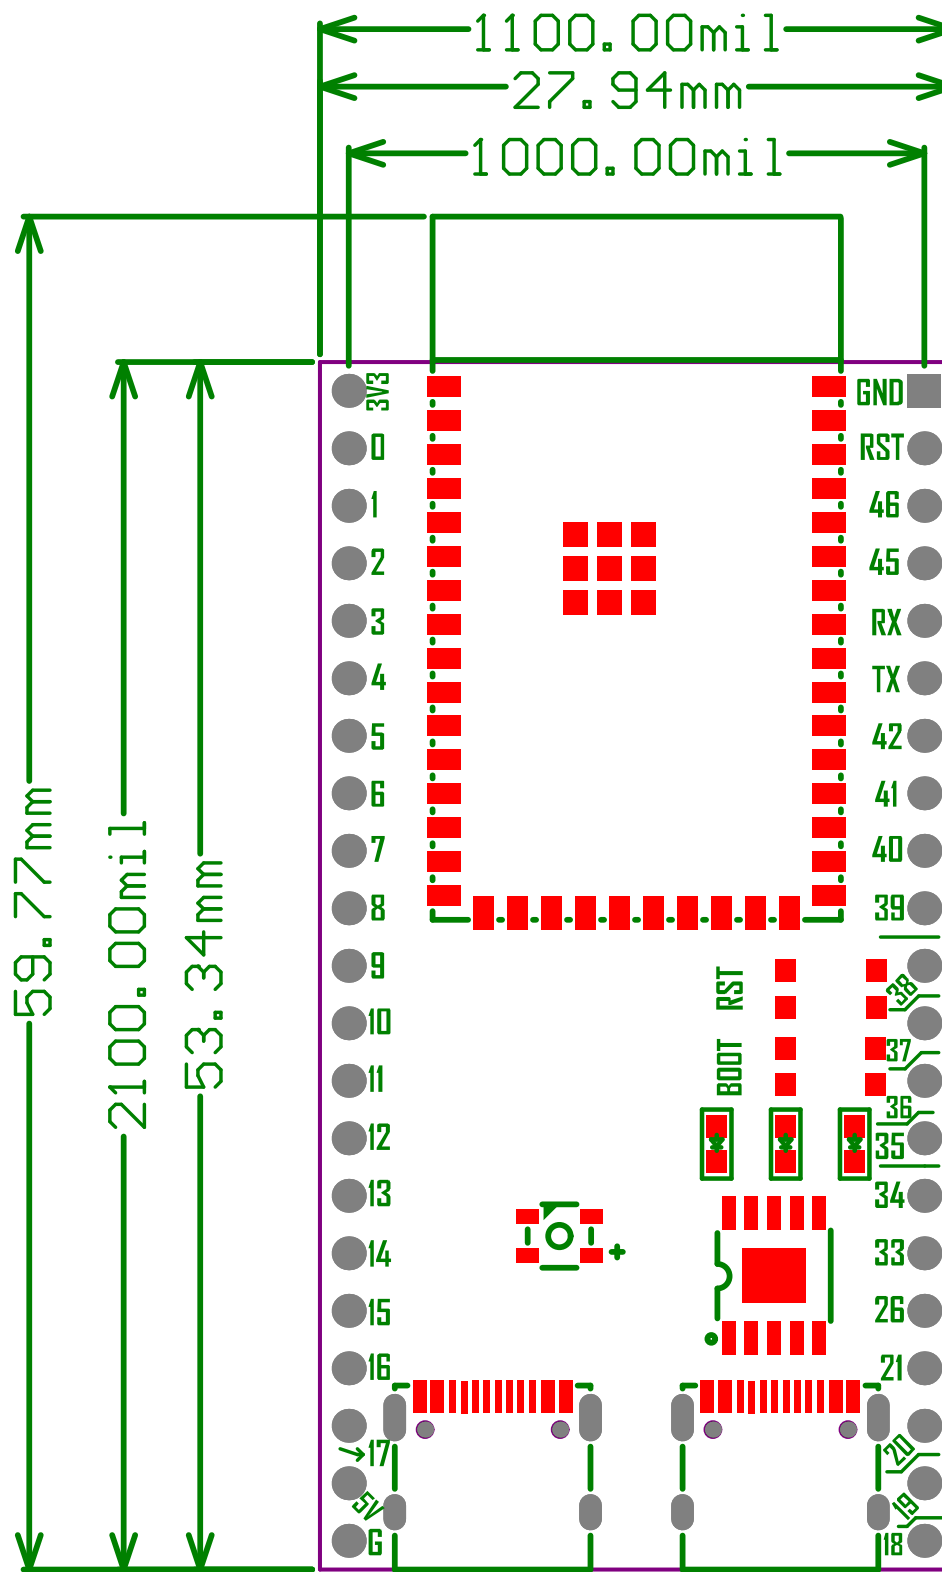 1100.00mil
27.94mm
1000.00mil
59.77mm
2100.00mil
53.34mm
3V3 GND
0 RST
1 46
2 45
3 RX
4 TX
5 42
6 41
7 40
8 39
9 RST 38
10 BOOT 37
11 36
12 35
13 34
14 + 33
15 26
16 21
17 20
5V 19
G 18